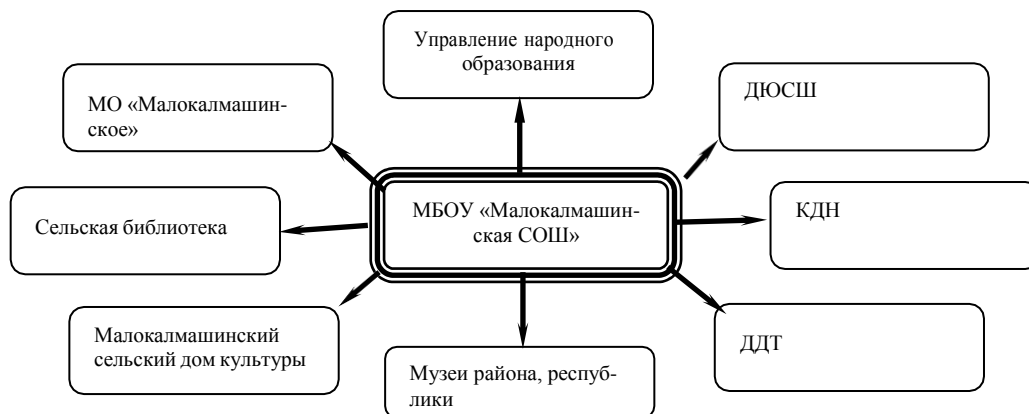 Управление народного
образования
МО «Малокалмашин-
ское»
ДЮСШ
Сельская библиотека
МБОУ «Малокалмашин-
ская СОШ»
КДН
Малокалмашинский
сельский дом культуры
Музеи района, респуб-
лики
ДДТ